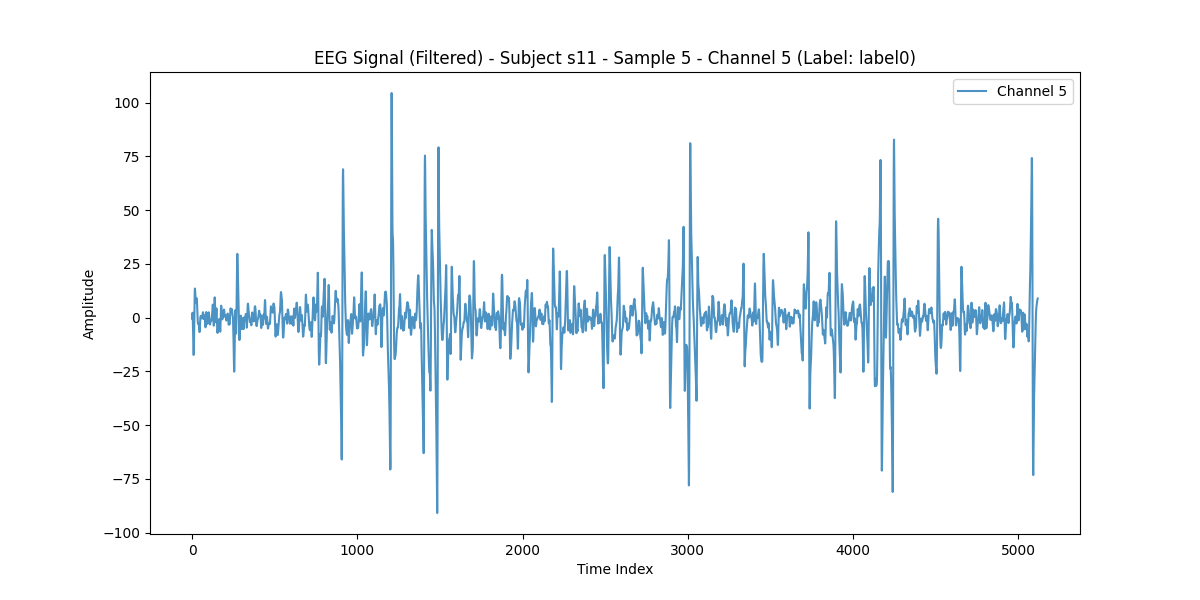 EEG Signal (Filtered) - Subject s11 - Sample 5 - Channel 5 (Label: label0)
Channel 5
100
75
50
25
0
−25
−50
−75
−100
Amplitude
0 1000 2000 3000 4000 5000
Time Index